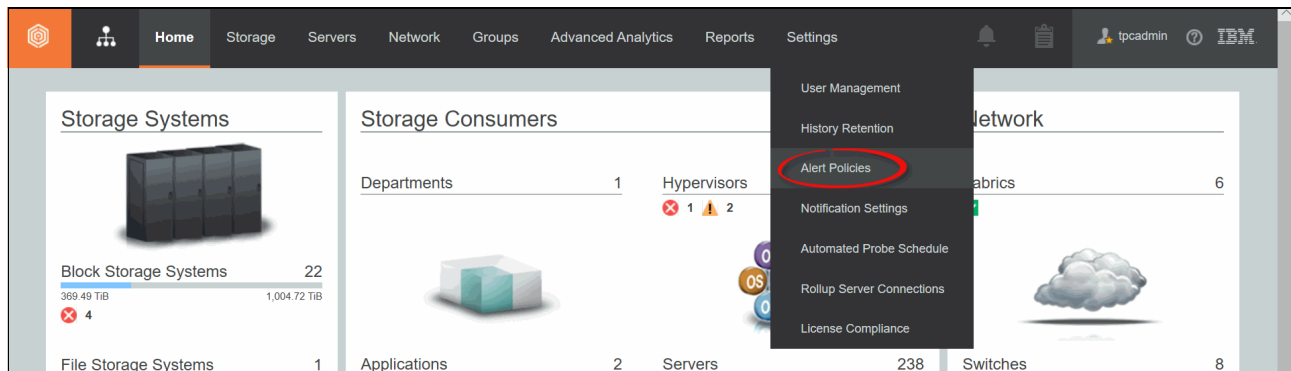 Home Storage Servers Network Groups Advanced Analytics Reports Settings tpcadmin ? IBM
User Management
History Retention
Alert Policies
Notification Settings
Automated Probe Schedule
Rollup Server Connections
License Compliance
Storage Systems
Block Storage Systems 22
369.49 TiB 1,004.72 TiB
4
File Storage Systems 1
Storage Consumers
Departments 1
Hypervisors
1 2
OS
Applications 2
Servers 238
etwork
abrics 6
Switches 8